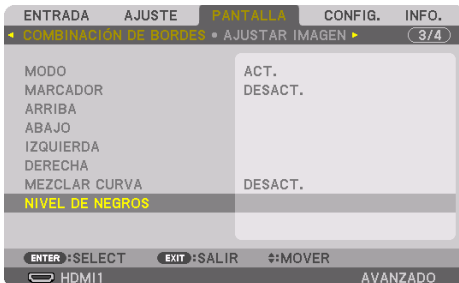 ENTRADA AJUSTE PANTALLA CONFIG. INFO.
COMBINACIÓN DE BORDES • AJUSTAR IMAGEN 3/4
MODO ACT.
MARCADOR DESACT.
ARRIBA
ABAJO
IZQUIERDA
DERECHA
MEZCLAR CURVA DESACT.
NIVEL DE NEGROS
ENTER :SELECT EXIT :SALIR :MOVER
HDMI1 AVANZADO